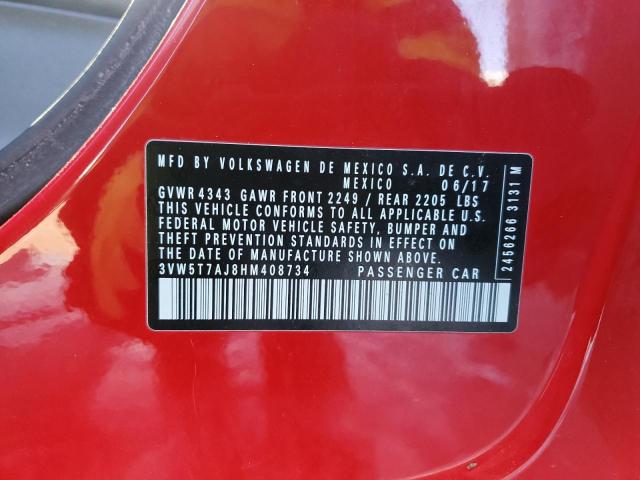 MFD BY VOLKSWAGEN DE MEXICO S.A. DE C.V.
MEXICO 06/17
GVWR 4343 GAWR FRONT 2249 / REAR 2205 LBS
THIS VEHICLE CONFORMS TO ALL APPLICABLE U.S.
FEDERAL MOTOR VEHICLE SAFETY, BUMPER AND
THEFT PREVENTION STANDARDS IN EFFECT ON
THE DATE OF MANUFACTURE SHOWN ABOVE
3VW5T7AJ8HM408734 PASSENGER CAR
2456266 3131 M